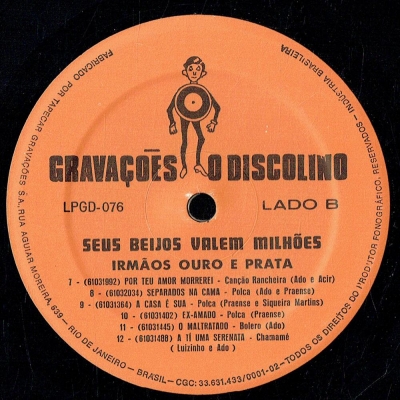 GRAVAÇÕES O DISCOLINO
LPGD-076
LADO B
SEUS BEIJOS VALEM MILHÕES
IRMÃOS OURO E PRATA
7 - (61031992) POR TEU AMOR MORREREI - Canção Rancheira (Ado e Acir)
8 - (61032034) SEPARADOS NA CAMA - Polca (Ado e Praense)
9 - (61031364) A CASA É SUA - Polca (Praense e Siqueira Martins)
10 - (61031402) EX-AMADO - Polca (Praense)
11 - (61031445) O MALTRATADO - Bolero (Ado)
12 - (61031488) A TÍ UMA SERENATA - Chamamé
( Luizinho e Ado )
FABRICADO POR TAPECAR GRAVAÇÕES S.A., RUA AGUIAR MOREIRA, 639 - RIO DE JANEIRO - BRASIL - CGC: 33.631.433/0001-02 - TODOS OS DIREITOS DO PRODUTOR FONOGRÁFICO, RESERVADOS - INDÚSTRIA BRASILEIRA